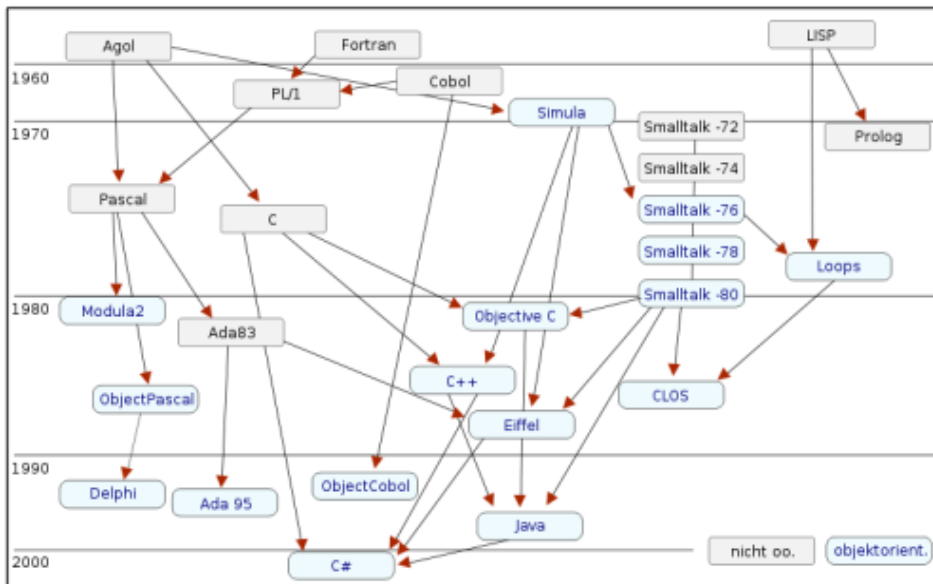 Agol
Fortran
LISP
1960
Cobol
PL/1
Simula
1970
Smalltalk -72
Prolog
Smalltalk -74
Pascal
C
Smalltalk -76
Smalltalk -78
Loops
1980
Smalltalk -80
Modula2
Objective C
Ada83
C++
CLOS
ObjectPascal
Eiffel
1990
ObjectCobol
Delphi
Ada 95
Java
nicht oo.
objektorient.
2000
C#